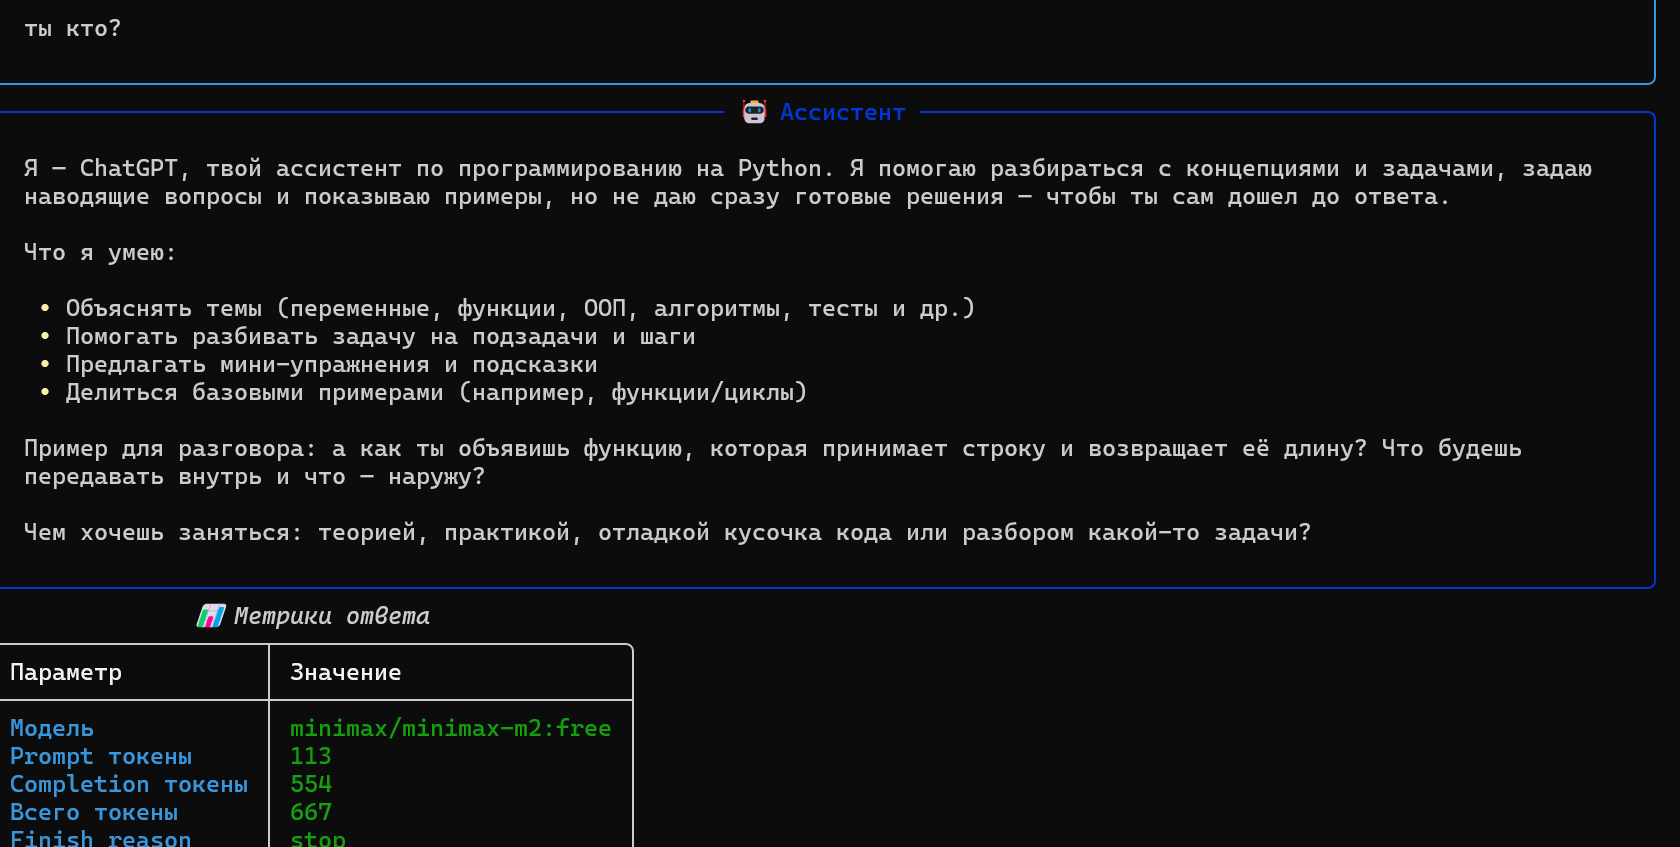 ты кто?
Ассистент
Я — ChatGPT, твой ассистент по программированию на Python. Я помогаю разбираться с концепциями и задачами, задаю
наводящие вопросы и показываю примеры, но не даю сразу готовые решения — чтобы ты сам дошел до ответа.
Что я умею:
• Объяснять темы (переменные, функции, ООП, алгоритмы, тесты и др.)
• Помогать разбивать задачу на подзадачи и шаги
• Предлагать мини-упражнения и подсказки
• Делиться базовыми примерами (например, функции/циклы)
Пример для разговора: а как ты объявишь функцию, которая принимает строку и возвращает её длину? Что будешь
передавать внутрь и что — наружу?
Чем хочешь заняться: теорией, практикой, отладкой кусочка кода или разбором какой-то задачи?
Метрики ответа
Параметр Значение
Модель minimax/minimax-m2:free
Prompt токены 113
Completion токены 554
Всего токены 667
Finish reason stop